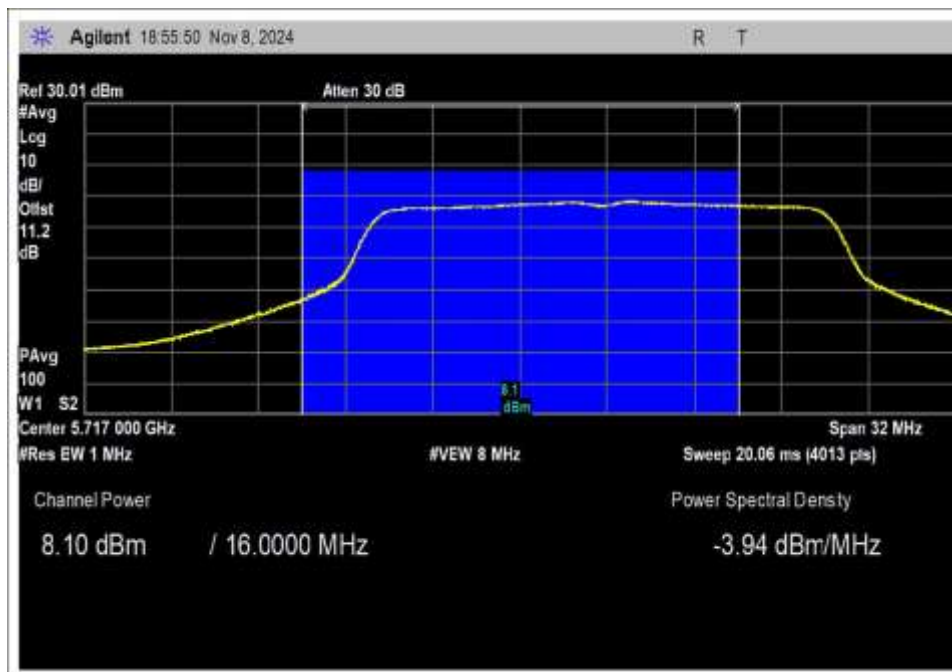 Agilent 18:55:50 Nov 8, 2024 R T
Ref 30.01 dBm Atten 30 dB
#Avg
Log
10
dB/
Offst
11.2
dB
PAvg
100
W1 S2
8.1
dBm
Center 5.717 000 GHz Span 32 MHz
#Res BW 1 MHz #VBW 8 MHz Sweep 20.06 ms (4013 pts)
Channel Power Power Spectral Density
8.10 dBm / 16.0000 MHz -3.94 dBm/MHz